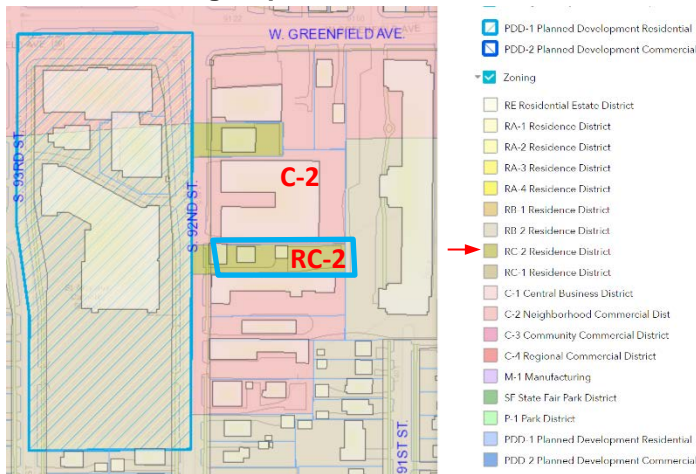 W. GREENFIELD AVE.
S. 93RD ST.
S. 92ND ST.
C-2
RC-2
91ST ST.
PDD-1 Planned Development Residential
PDD-2 Planned Development Commercial
Zoning
RE Residential Estate District
RA-1 Residence District
RA-2 Residence District
RA-3 Residence District
RA-4 Residence District
RB-1 Residence District
RB-2 Residence District
RC-2 Residence District
RC-1 Residence District
C-1 Central Business District
C-2 Neighborhood Commercial Dist
C-3 Community Commercial District
C-4 Regional Commercial District
M-1 Manufacturing
SF State Fair Park District
P-1 Park District
PDD-1 Planned Development Residential
PDD-2 Planned Development Commercial